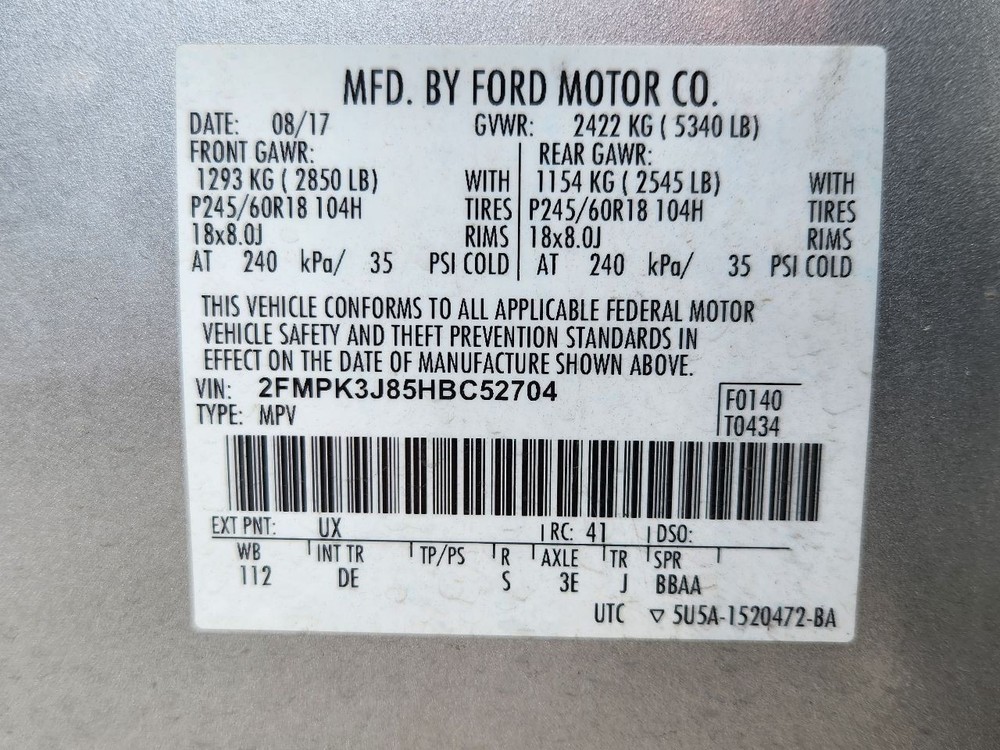 MFD. BY FORD MOTOR CO.
DATE: 08/17 GVWR: 2422 KG ( 5340 LB)
FRONT GAWR: REAR GAWR:
1293 KG ( 2850 LB) WITH 1154 KG ( 2545 LB) WITH
P245/60R18 104H TIRES P245/60R18 104H TIRES
18x8.0J RIMS 18x8.0J RIMS
AT 240 kPa/ 35 PSI COLD AT 240 kPa/ 35 PSI COLD
THIS VEHICLE CONFORMS TO ALL APPLICABLE FEDERAL MOTOR
VEHICLE SAFETY AND THEFT PREVENTION STANDARDS IN
EFFECT ON THE DATE OF MANUFACTURE SHOWN ABOVE.
VIN: 2FMPK3J85HBC52704
TYPE: MPV
F0140
T0434
EXT PNT: UX RC: 41 DSO:
WB INT TR TP/PS R AXLE TR SPR
112 DE S 3E J BBAA
UTC ▽ 5U5A-1520472-BA